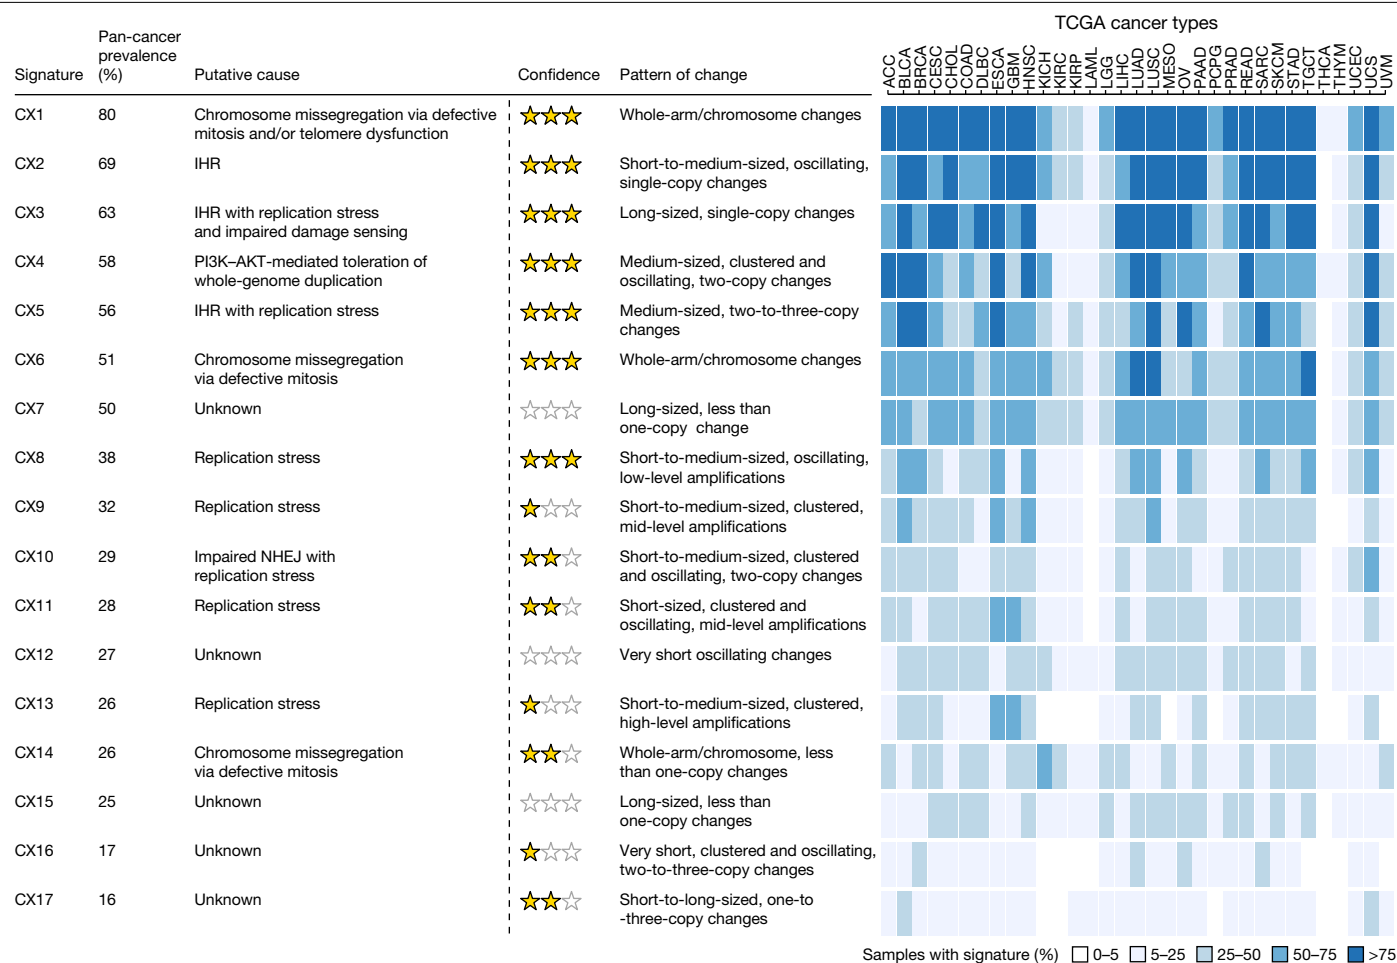 TCGA cancer types
Pan-cancer
prevalence
Signature (%) Putative cause Confidence Pattern of change
ACC BLCA BRCA CESC CHOL COAD DLBC ESCA GBM HNSC KICH KIRC KIRP LAML LGG LIHC LUAD LUSC MESO OV PAAD PCPG PRAD READ SARC SKCM STAD TGCT THCA THYM UCEC UCS UVM
CX1 80 Chromosome missegregation via defective Whole-arm/chromosome changes
mitosis and/or telomere dysfunction
CX2 69 IHR Short-to-medium-sized, oscillating,
single-copy changes
CX3 63 IHR with replication stress Long-sized, single-copy changes
and impaired damage sensing
CX4 58 PI3K–AKT-mediated toleration of Medium-sized, clustered and
whole-genome duplication oscillating, two-copy changes
CX5 56 IHR with replication stress Medium-sized, two-to-three-copy
changes
CX6 51 Chromosome missegregation Whole-arm/chromosome changes
via defective mitosis
CX7 50 Unknown Long-sized, less than
one-copy change
CX8 38 Replication stress Short-to-medium-sized, oscillating,
low-level amplifications
CX9 32 Replication stress Short-to-medium-sized, clustered,
mid-level amplifications
CX10 29 Impaired NHEJ with Short-to-medium-sized, clustered
replication stress and oscillating, two-copy changes
CX11 28 Replication stress Short-sized, clustered and
oscillating, mid-level amplifications
CX12 27 Unknown Very short oscillating changes
CX13 26 Replication stress Short-to-medium-sized, clustered,
high-level amplifications
CX14 26 Chromosome missegregation Whole-arm/chromosome, less
via defective mitosis than one-copy changes
CX15 25 Unknown Long-sized, less than
one-copy changes
CX16 17 Unknown Very short, clustered and oscillating,
two-to-three-copy changes
CX17 16 Unknown Short-to-long-sized, one-to
-three-copy changes
Samples with signature (%) 0–5 5–25 25–50 50–75 >75